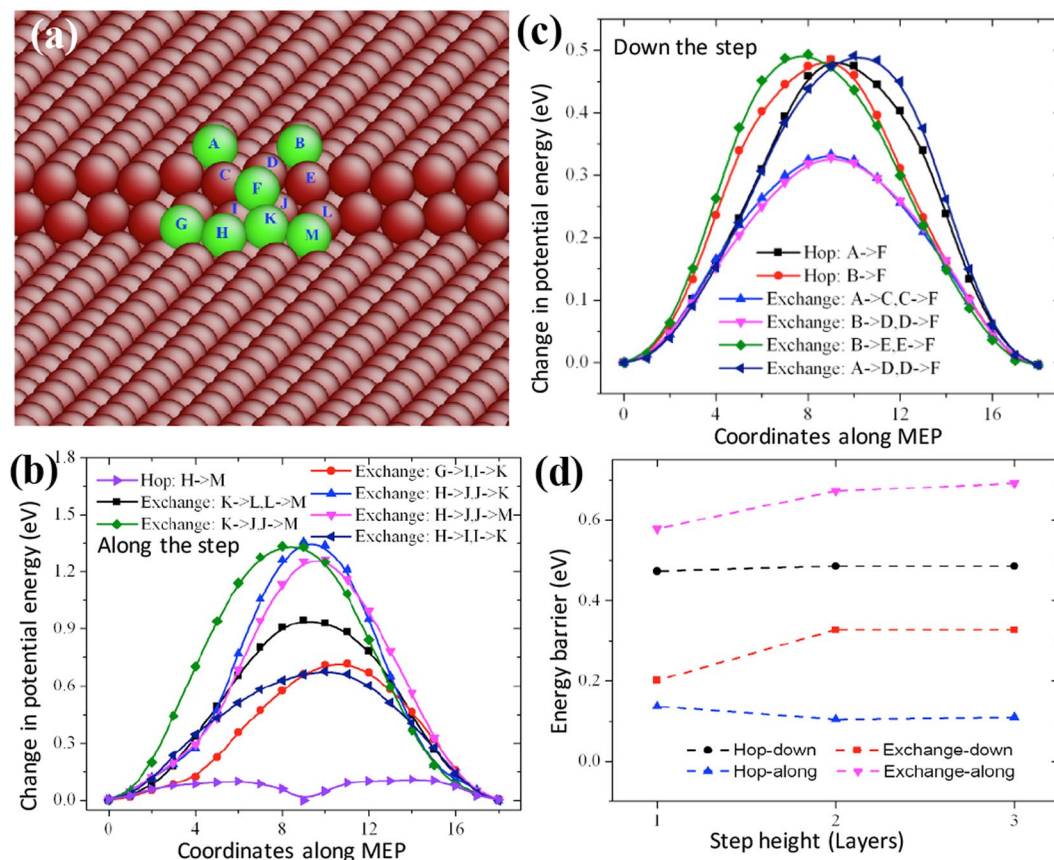 (a)
A
B
D
C
E
F
I
J
L
G
H
K
M
(c)
Down the step
Change in potential energy (eV)
0.5
0.4
0.3
0.2
0.1
0.0
Hop: A->F
Hop: B->F
Exchange: A->C,C->F
Exchange: B->D,D->F
Exchange: B->E,E->F
Exchange: A->D,D->F
0 4 8 12 16
Coordinates along MEP
(b)
Change in potential energy (eV)
1.8
1.5
1.2
0.9
0.6
0.3
0.0
Hop: H->M
Exchange: K->L,L->M
Exchange: K->J,J->M
Exchange: G->I,I->K
Exchange: H->J,J->K
Exchange: H->J,J->M
Exchange: H->I,I->K
Along the step
0 4 8 12 16
Coordinates along MEP
(d)
Energy barrier (eV)
0.6
0.4
0.2
0.0
Hop-down
Hop-along
Exchange-down
Exchange-along
1 2 3
Step height (Layers)